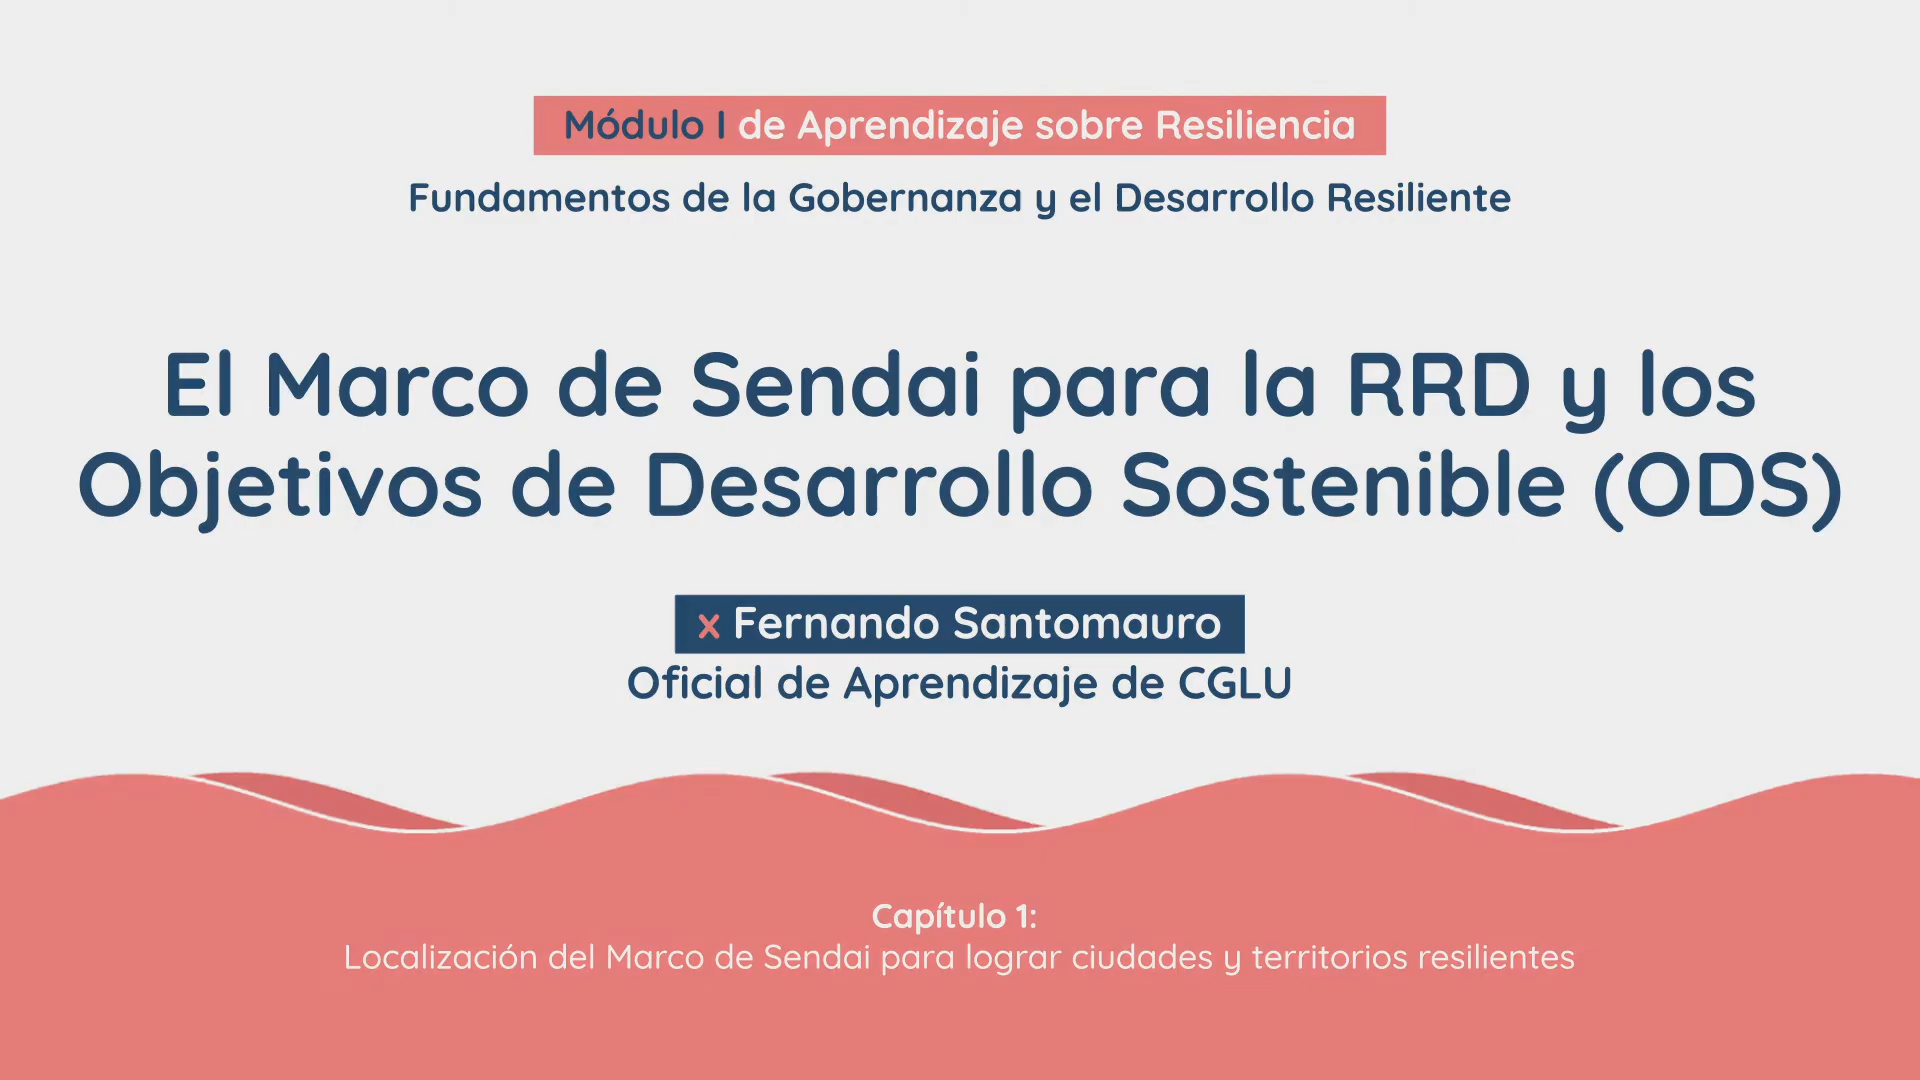 Módulo I de Aprendizaje sobre Resiliencia
Fundamentos de la Gobernanza y el Desarrollo Resiliente
El Marco de Sendai para la RRD y los
Objetivos de Desarrollo Sostenible (ODS)
x Fernando Santomauro
Oficial de Aprendizaje de CGLU
Capítulo 1:
Localización del Marco de Sendai para lograr ciudades y territorios resilientes